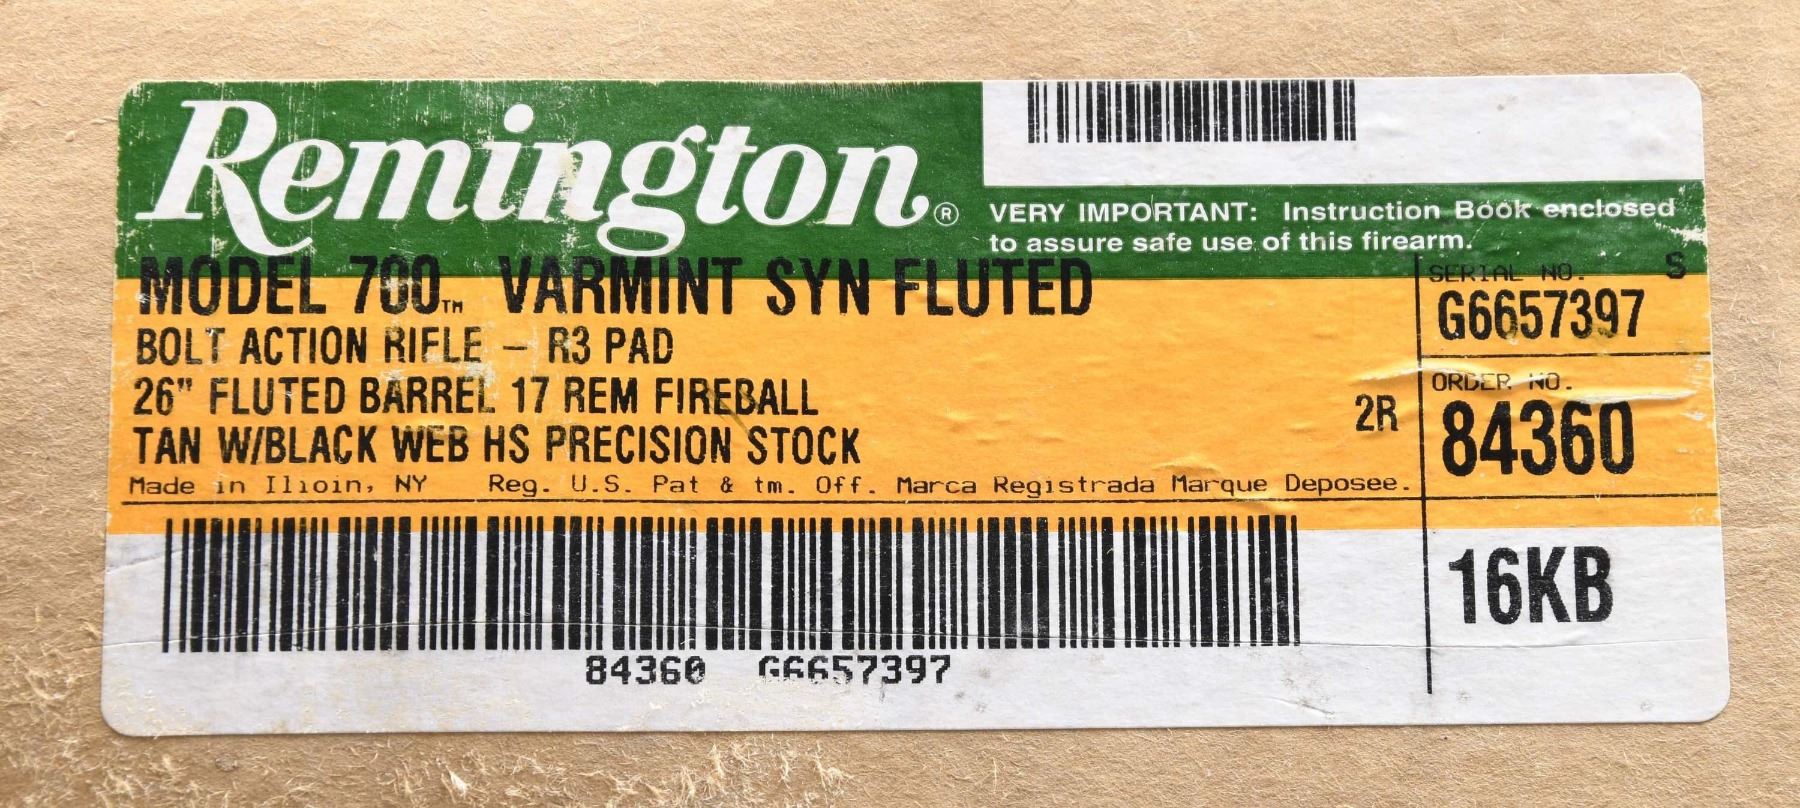 Remington®
VERY IMPORTANT: Instruction Book enclosed
to assure safe use of this firearm.
MODEL 700™ VARMINT SYN FLUTED
BOLT ACTION RIFLE – R3 PAD
26" FLUTED BARREL 17 REM FIREBALL
2R
TAN W/BLACK WEB HS PRECISION STOCK
Made in Ilioin, NY Reg. U.S. Pat & tm. Off. Marca Registrada Marque Deposee.
SERIAL NO. S
G6657397
ORDER NO.
84360
16KB
84360 G6657397